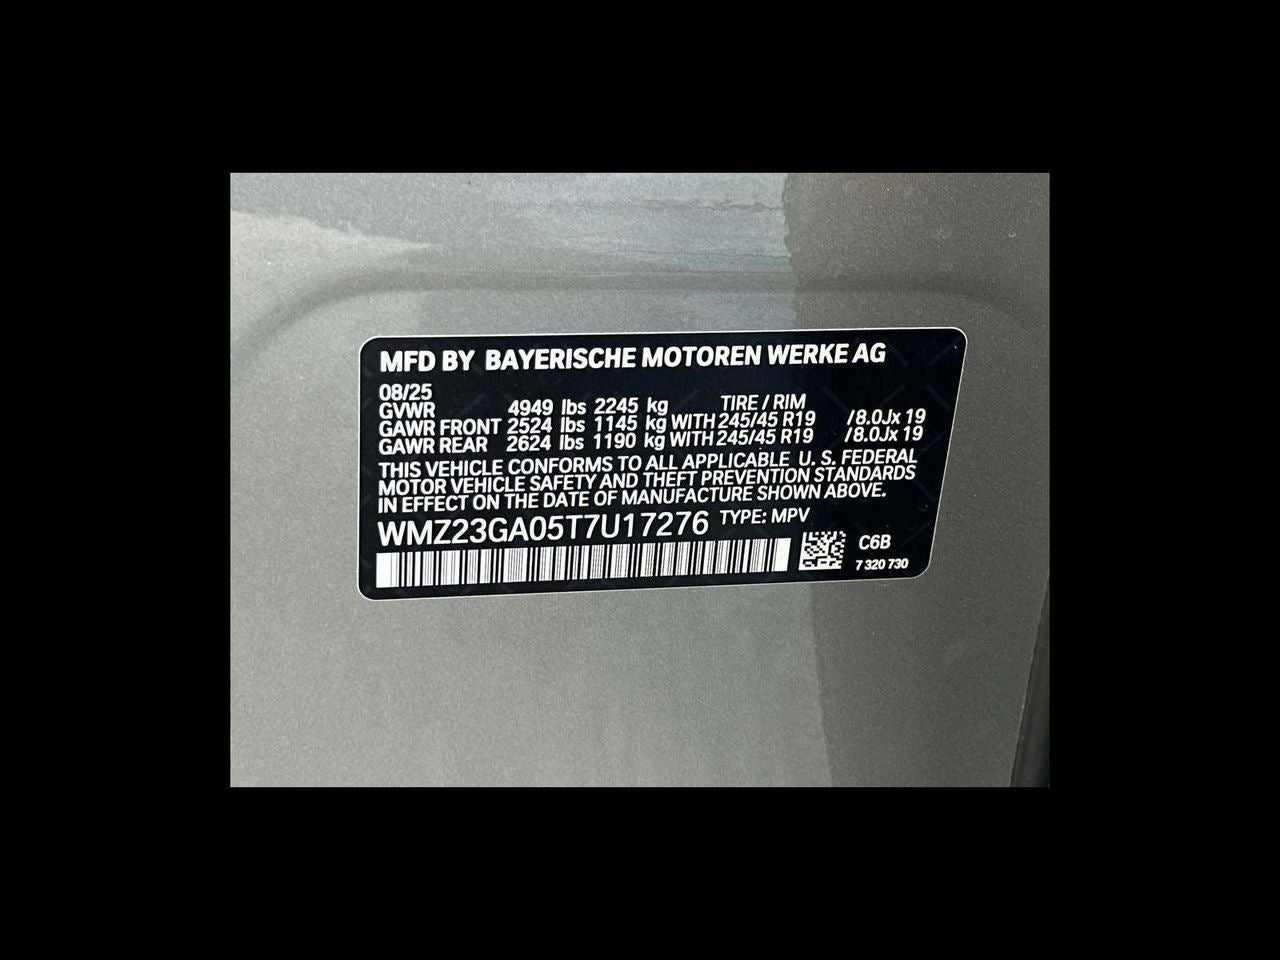 MFD BY BAYERISCHE MOTOREN WERKE AG
08/25
GVWR 4949 lbs 2245 kg TIRE / RIM
GAWR FRONT 2524 lbs 1145 kg WITH 245/45 R19 /8.0Jx 19
GAWR REAR 2624 lbs 1190 kg WITH 245/45 R19 /8.0Jx 19
THIS VEHICLE CONFORMS TO ALL APPLICABLE U. S. FEDERAL
MOTOR VEHICLE SAFETY AND THEFT PREVENTION STANDARDS
IN EFFECT ON THE DATE OF MANUFACTURE SHOWN ABOVE.
WMZ23GA05T7U17276 TYPE: MPV
C6B
7 320 730